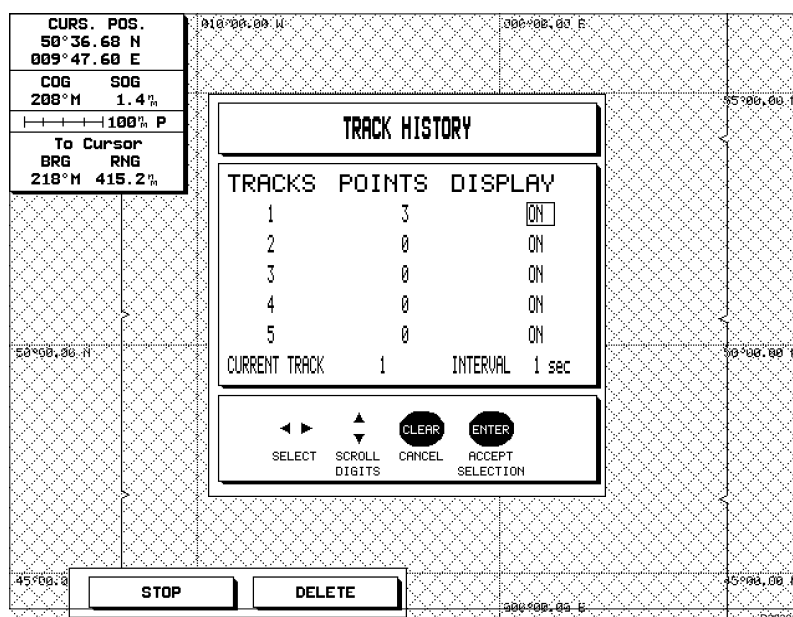 CURS. POS.
50°36.68 N
009°47.60 E
COG SOG
208°M 1.4
100% P
To Cursor
BRG RNG
218°M 415.2
010°00.00 W
000°00.00 E
55°00.00
TRACK HISTORY
TRACKS POINTS DISPLAY
1 3 ON
2 0 ON
3 0 ON
4 0 ON
5 0 ON
CURRENT TRACK 1 INTERVAL 1 sec
50°00.00 N
50°00.00
CLEAR ENTER
SELECT SCROLL DIGITS CANCEL ACCEPT SELECTION
45°00.0
45°00.00
STOP DELETE
000°00.00 E